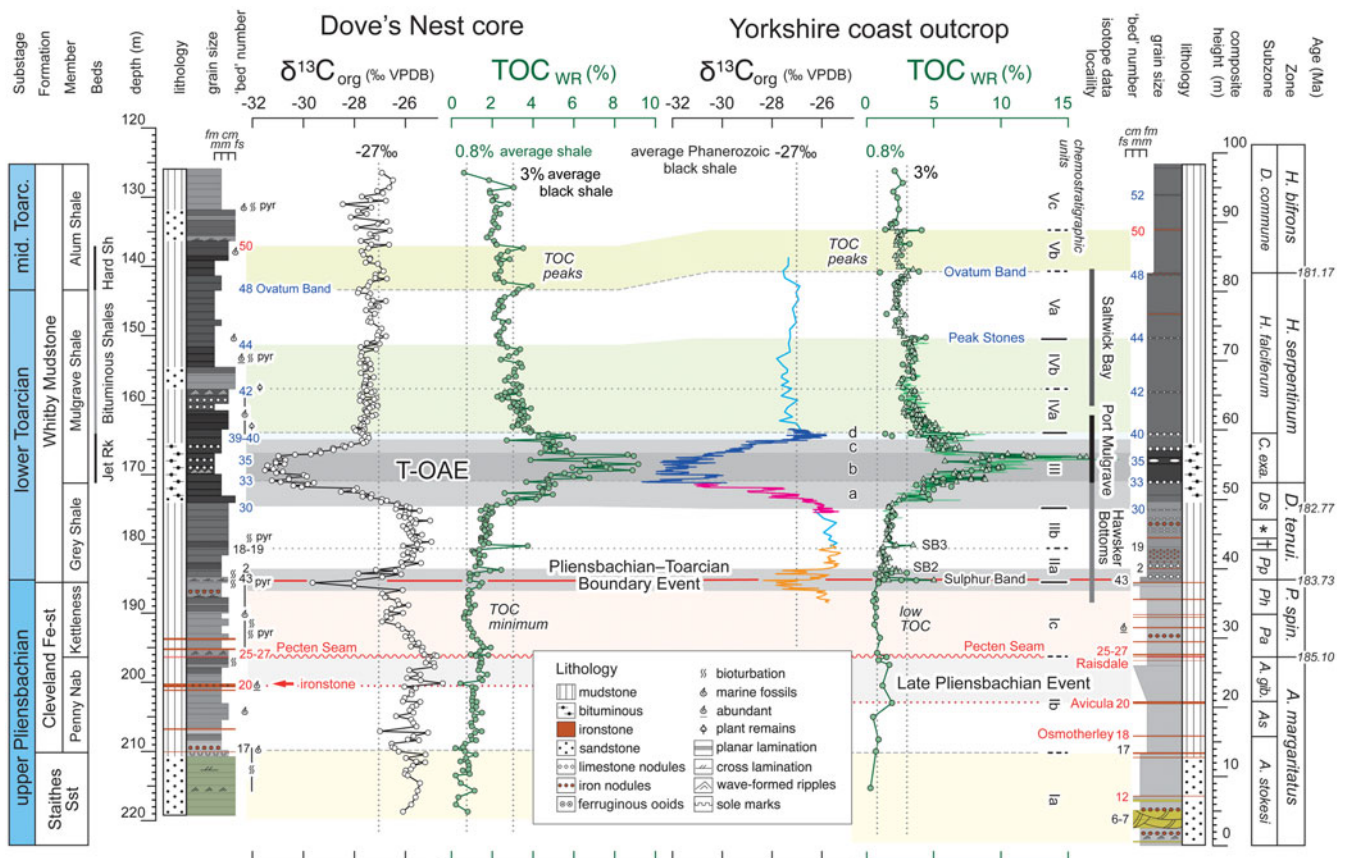 Dove's Nest core
Yorkshire coast outcrop
Substage
Formation
Member
Beds
depth (m)
lithology
grain size
'bed' number
δ13Corg (‰ VPDB)
TOC WR (%)
δ13Corg (‰ VPDB)
TOC WR (%)
isotope data
locality
'bed' number
grain size
lithology
composite
height (m)
Subzone
Zone
Age (Ma)
-32 -30 -28 -26
0 2 4 6 8 10
-32 -30 -28 -26
0 5 10 15
fm cm
mm fs
cm fm
fs mm
-27‰
0.8% average shale
3% average
black shale
average Phanerozoic
black shale
-27‰
0.8%
3%
chemostratigraphic
units
120
130
140
150
160
170
180
190
200
210
220
mid. Toarc.
lower Toarcian
upper Pliensbachian
Whitby Mudstone
Cleveland Fe-st
Staithes
Sst
Alum Shale
Mulgrave Shale
Grey Shale
Kettleness
Penny Nab
Hard Sh
Bituminous Shales
Jet Rk
pyr
50
48 Ovatum Band
44
pyr
42
39-40
35
33
30
pyr
18-19
2
43
pyr
pyr
25-27
Pecten Seam
20
ironstone
17
TOC
peaks
TOC
peaks
Ovatum Band
Peak Stones
T-OAE
d
c
b
a
Pliensbachian–Toarcian
Boundary Event
SB3
SB2
Sulphur Band
TOC
minimum
low
TOC
Pecten Seam
Late Pliensbachian Event
Vc
Vb
Va
IVb
IVa
III
IIb
IIa
Ic
Ib
Ia
Saltwick Bay
Port Mulgrave
Hawsker
Bottoms
52
50
48
44
42
40
35
33
30
19
2
43
25-27
Raisdale
Avicula 20
Osmotherley 18
17
12
6-7
100
90
80
70
60
50
40
30
20
10
0
D. commune
H. falciferum
C. exa.
Ds
*
†
Pp
Ph
Pa
A. gib.
As
A. stokesi
H. bifrons
H. serpentinum
D. tenui.
P. spin.
A. margaritatus
181.17
182.77
183.73
185.10
Lithology
mudstone
bituminous
ironstone
sandstone
limestone nodules
iron nodules
ferruginous ooids
bioturbation
marine fossils
abundant
plant remains
planar lamination
cross lamination
wave-formed ripples
sole marks